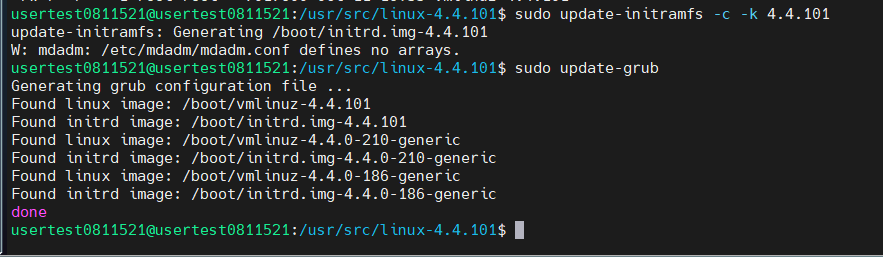 usertest0811521@usertest0811521:/usr/src/linux-4.4.101$ sudo update-initramfs -c -k 4.4.101
update-initramfs: Generating /boot/initrd.img-4.4.101
W: mdadm: /etc/mdadm/mdadm.conf defines no arrays.
usertest0811521@usertest0811521:/usr/src/linux-4.4.101$ sudo update-grub
Generating grub configuration file ...
Found linux image: /boot/vmlinuz-4.4.101
Found initrd image: /boot/initrd.img-4.4.101
Found linux image: /boot/vmlinuz-4.4.0-210-generic
Found initrd image: /boot/initrd.img-4.4.0-210-generic
Found linux image: /boot/vmlinuz-4.4.0-186-generic
Found initrd image: /boot/initrd.img-4.4.0-186-generic
done
usertest0811521@usertest0811521:/usr/src/linux-4.4.101$